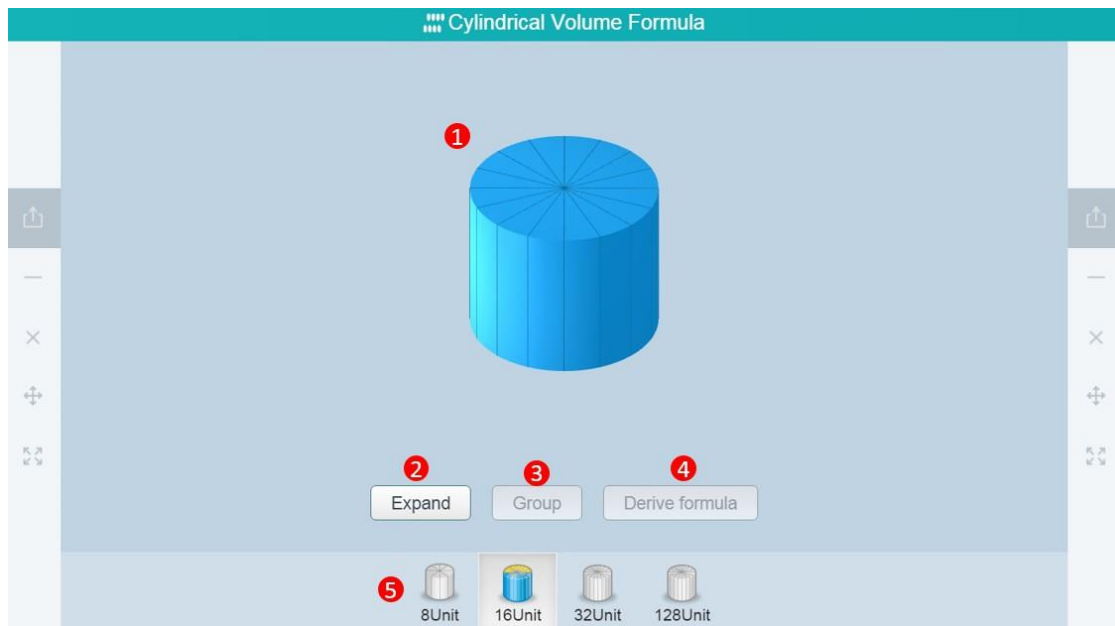 Cylindrical Volume Formula
1
2
3
4
Expand
Group
Derive formula
5
8Unit
16Unit
32Unit
128Unit